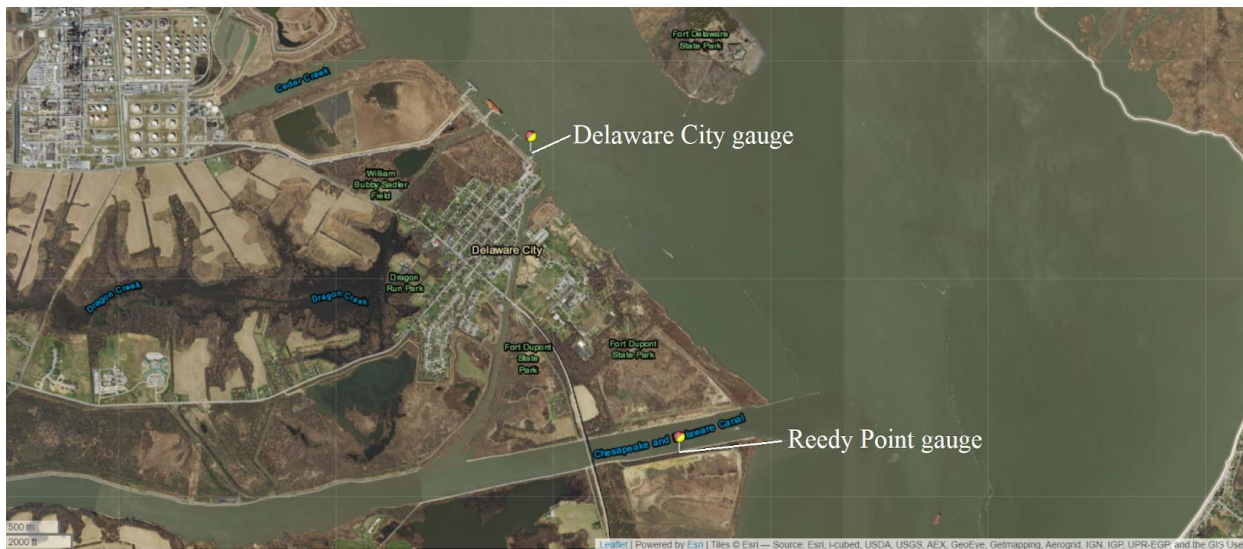 Fort Delaware
State Park
Cedar Creek
Delaware City gauge
William
Bubby Sadler
Field
Delaware City
Dragon
Run Park
Dragon Creek
Dragon Creek
Fort Dupont
State
Park
Fort Dupont
State Park
Chesapeake and Delaware Canal
Reedy Point gauge
500 m
2000 ft
Leaflet | Powered by Esri | Tiles © Esri — Source: Esri, i-cubed, USDA, USGS, AEX, GeoEye, Getmapping, Aerogrid, IGN, IGP, UPR-EGP, and the GIS Use